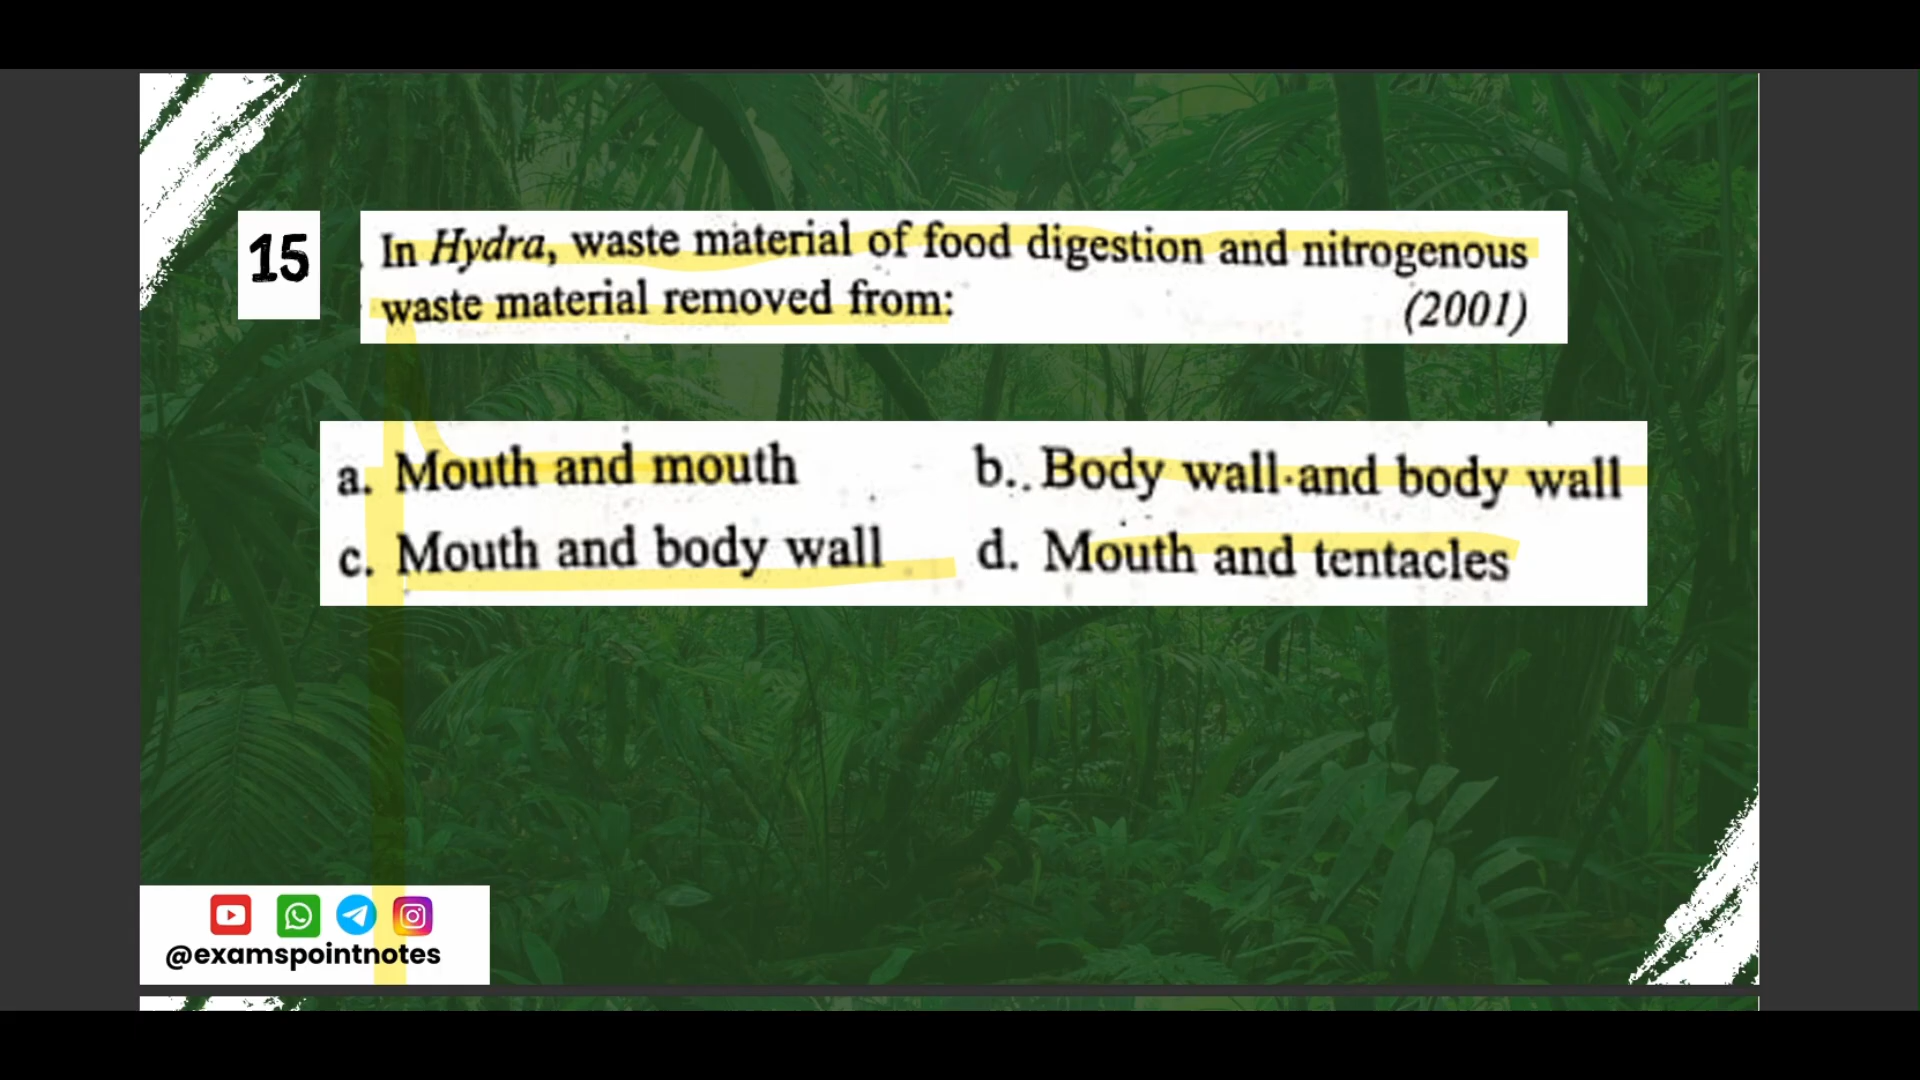 15
In Hydra, waste material of food digestion and nitrogenous
waste material removed from: (2001)
a. Mouth and mouth b. Body wall and body wall
c. Mouth and body wall d. Mouth and tentacles
@examspointnotes